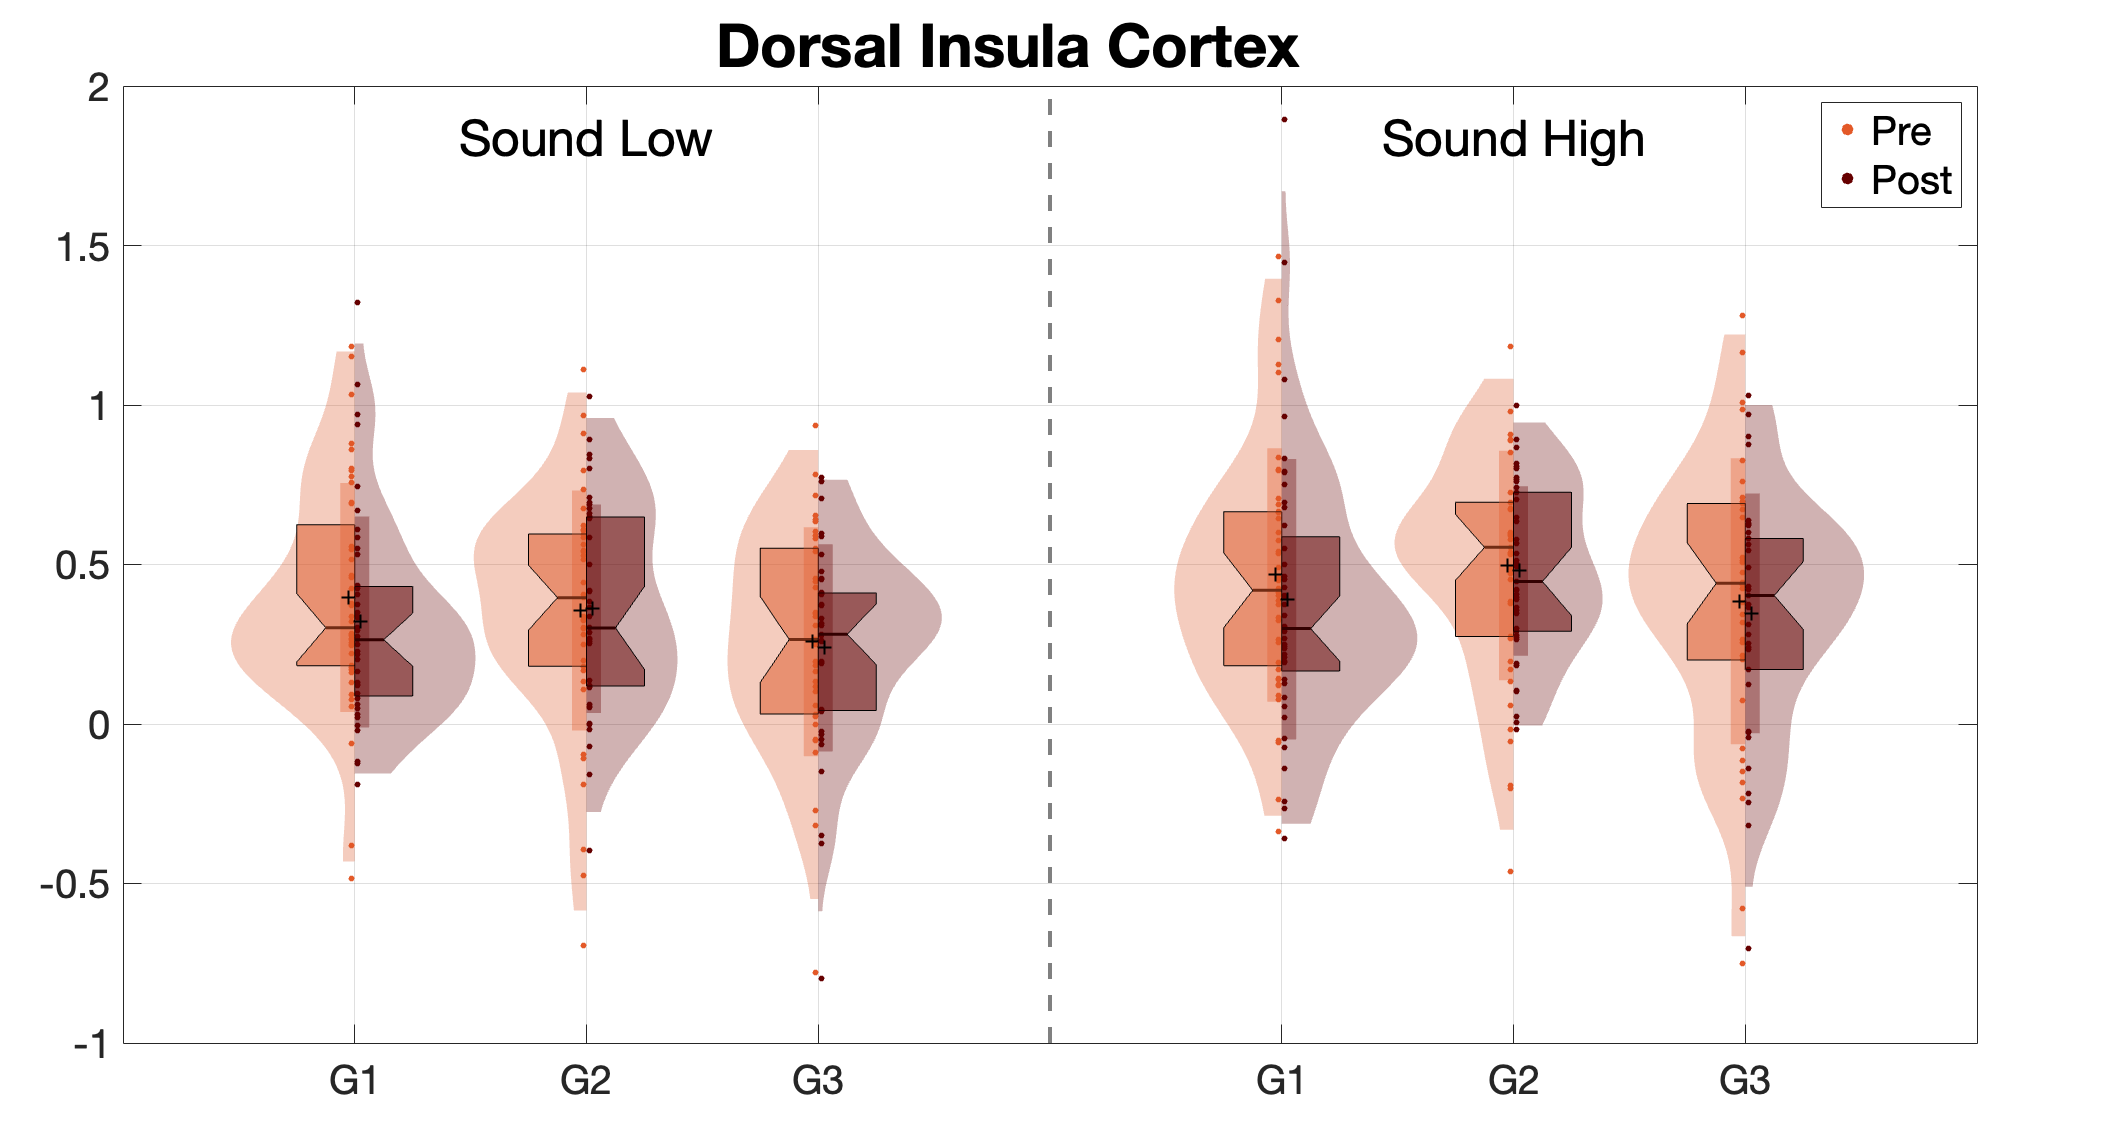 Dorsal Insula Cortex
Sound Low
Sound High
Pre
Post
2
1.5
1
0.5
0
-0.5
-1
G1 G2 G3 G1 G2 G3